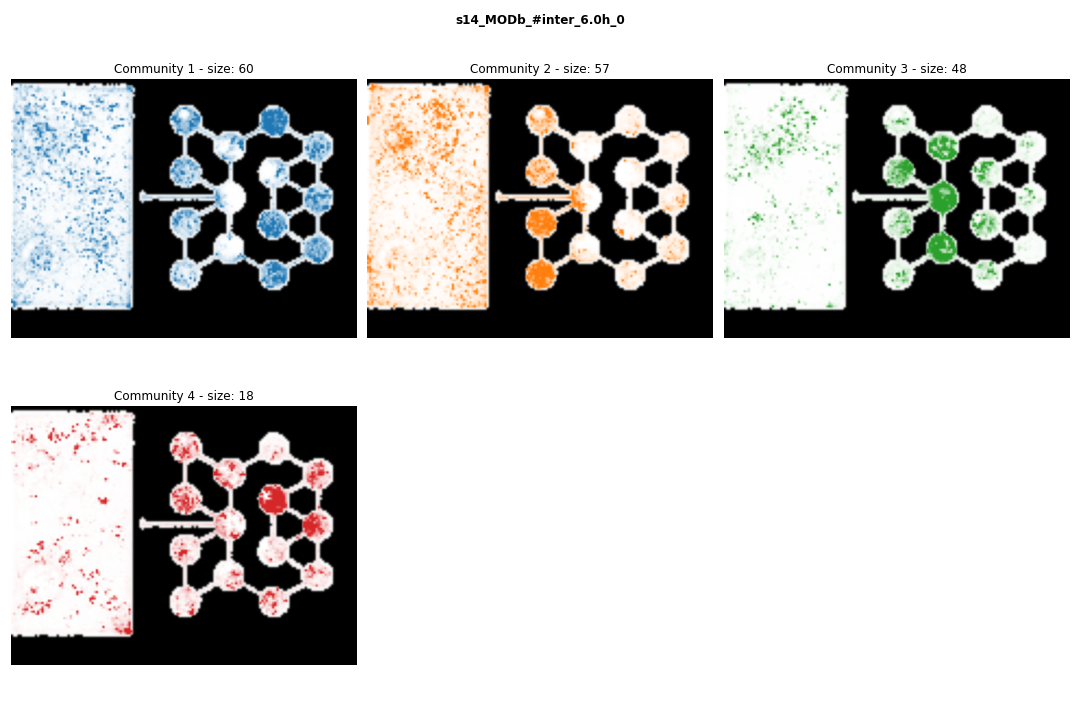 s14_MODb_#inter_6.0h_0
Community 1 - size: 60
Community 2 - size: 57
Community 3 - size: 48
Community 4 - size: 18